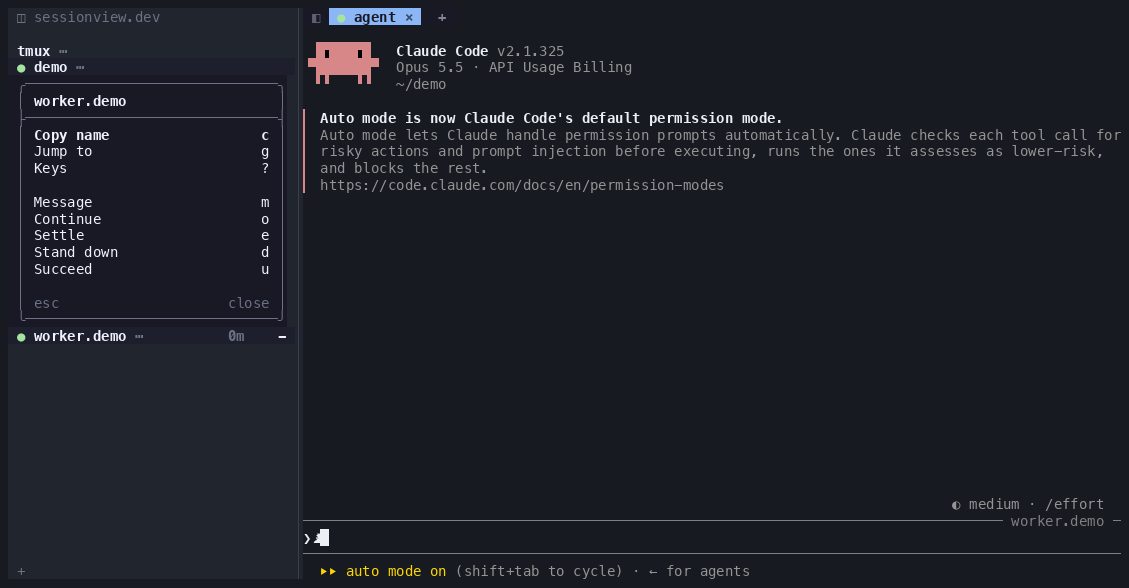 sessionview.dev
tmux ⋯
● demo ⋯
worker.demo
Copy name c
Jump to g
Keys ?
Message m
Continue o
Settle e
Stand down d
Succeed u
esc close
● worker.demo ⋯ 0m −
+
● agent × +
Claude Code v2.1.325
Opus 5.5 · API Usage Billing
~/demo
Auto mode is now Claude Code's default permission mode.
Auto mode lets Claude handle permission prompts automatically. Claude checks each tool call for
risky actions and prompt injection before executing, runs the ones it assesses as lower-risk,
and blocks the rest.
https://code.claude.com/docs/en/permission-modes
◐ medium · /effort
worker.demo
❯
▸▸ auto mode on (shift+tab to cycle) · ← for agents